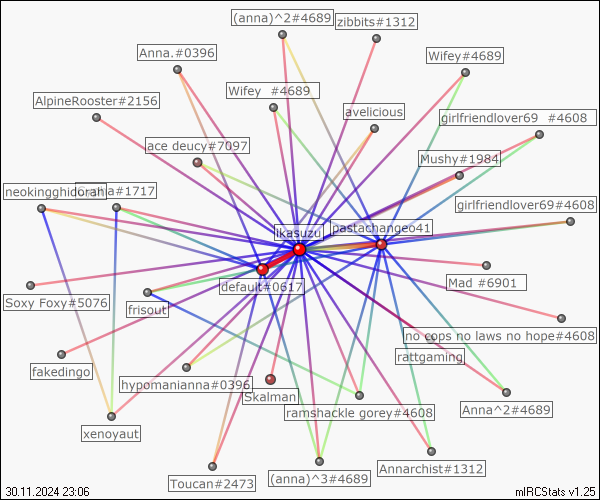 (anna)^2#4689
zibbits#1312
Anna.#0396
Wifey#4689
AlpineRooster#2156
Wifey #4689
avelicious
girlfriendlover69 #4608
ace deucy#7097
Mushy#1984
neokingghidorah
#1717
girlfriendlover69#4608
ikasuzu
pastachangeo41
default#0617
Mad #6901
Soxy Foxy#5076
frisout
no cops no laws no hope#4608
rattgaming
fakedingo
hypomanianna#0396
Skalman
ramshackle gorey#4608
Anna^2#4689
xenoyaut
Toucan#2473
(anna)^3#4689
Annarchist#1312
30.11.2024 23:06
mIRCStats v1.25